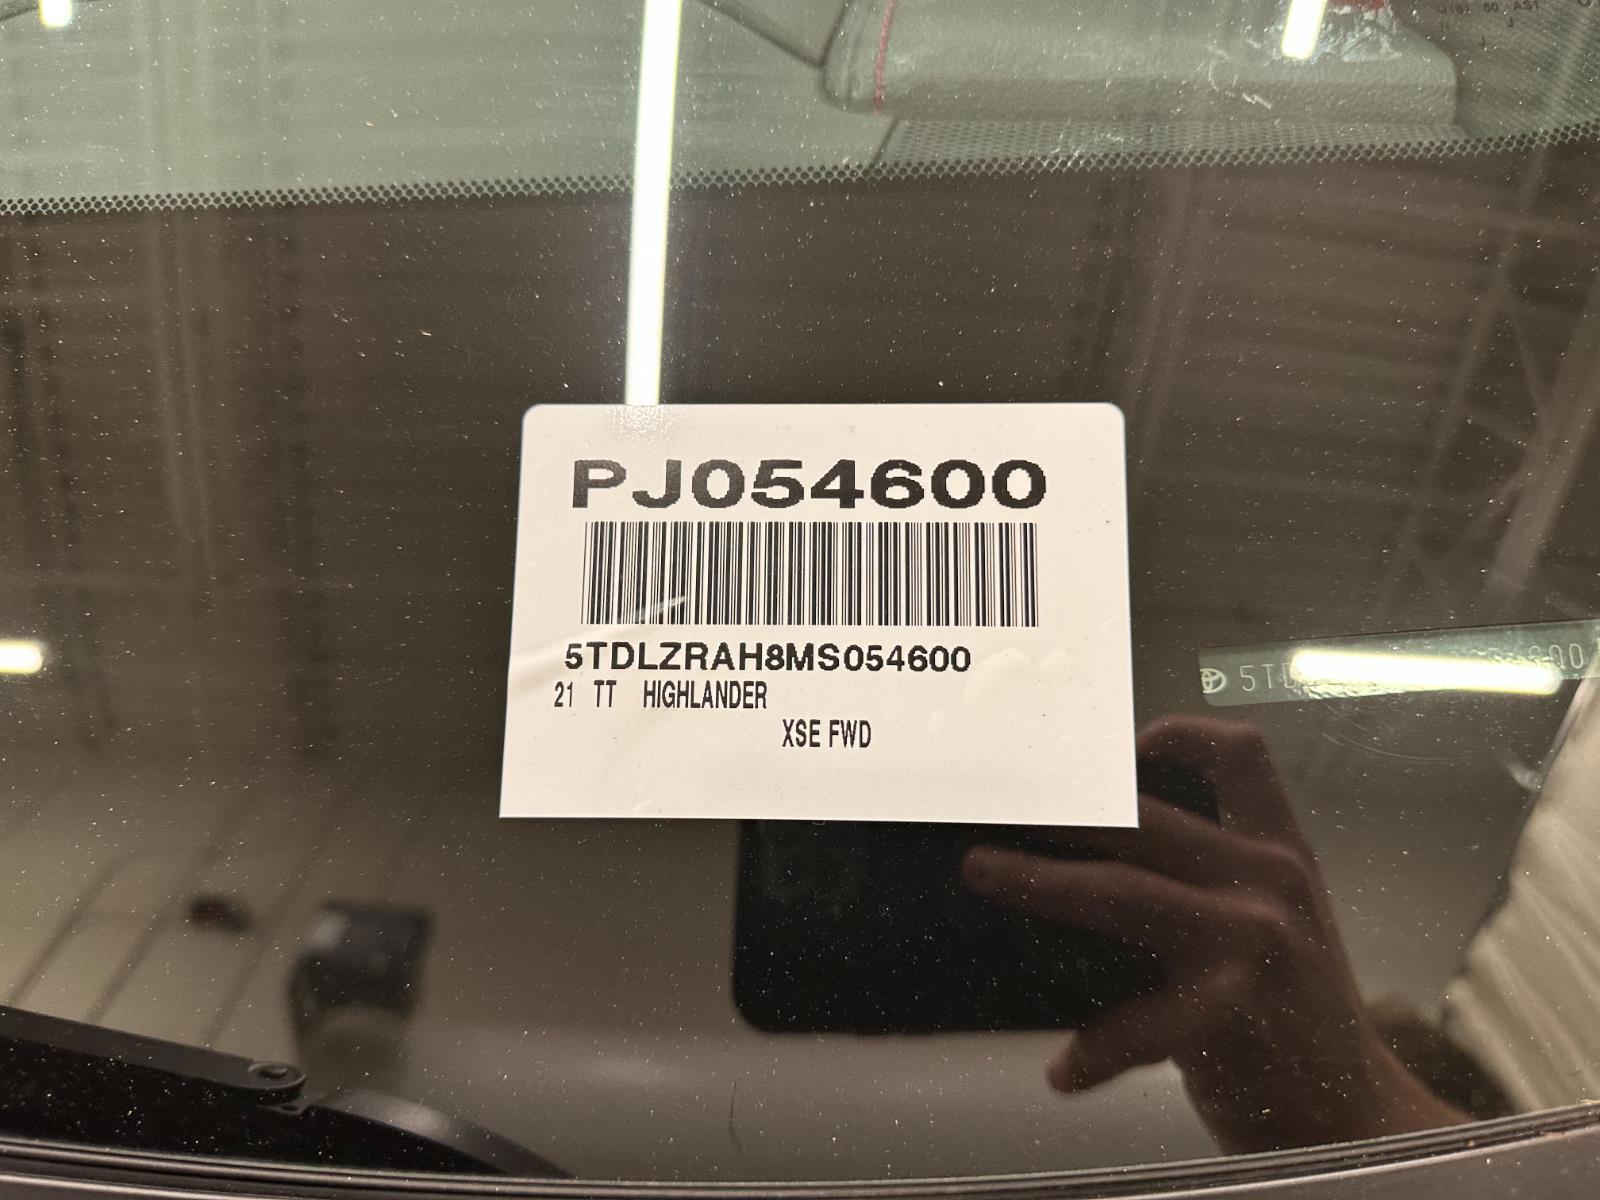 PJ054600
5TDLZRAH8MS054600
21 TT HIGHLANDER
XSE FWD